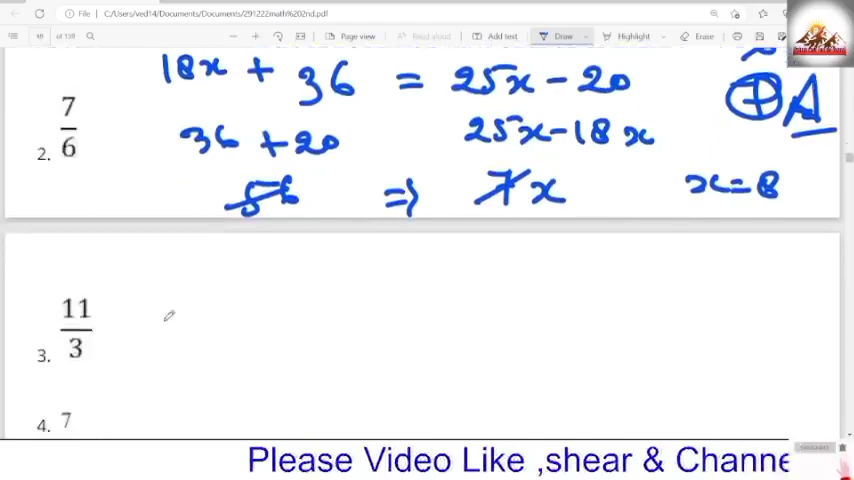 File | C:/Users/ved14/Documents/Documents/291222math%202nd.pdf
of 159 Page view Read aloud Add text Draw Highlight Erase
18x + 36 = 25x - 20
+ A
2. 7/6
36 + 20 25x - 18x
56 ⇒ 7x x = 8
3. 11/3
4. 7
Please Video Like ,shear & Channe